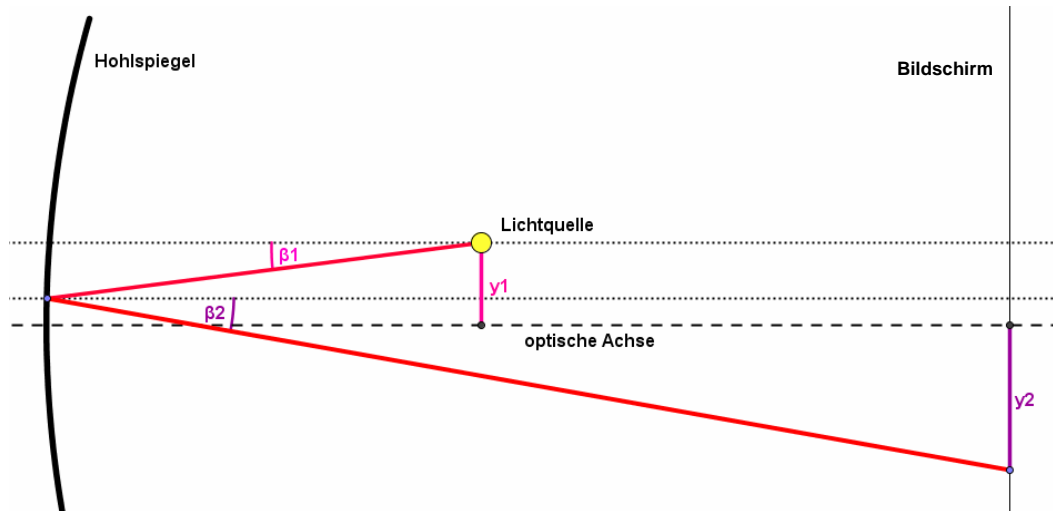 Hohlspiegel
Bildschirm
Lichtquelle
β1
y1
β2
optische Achse
y2